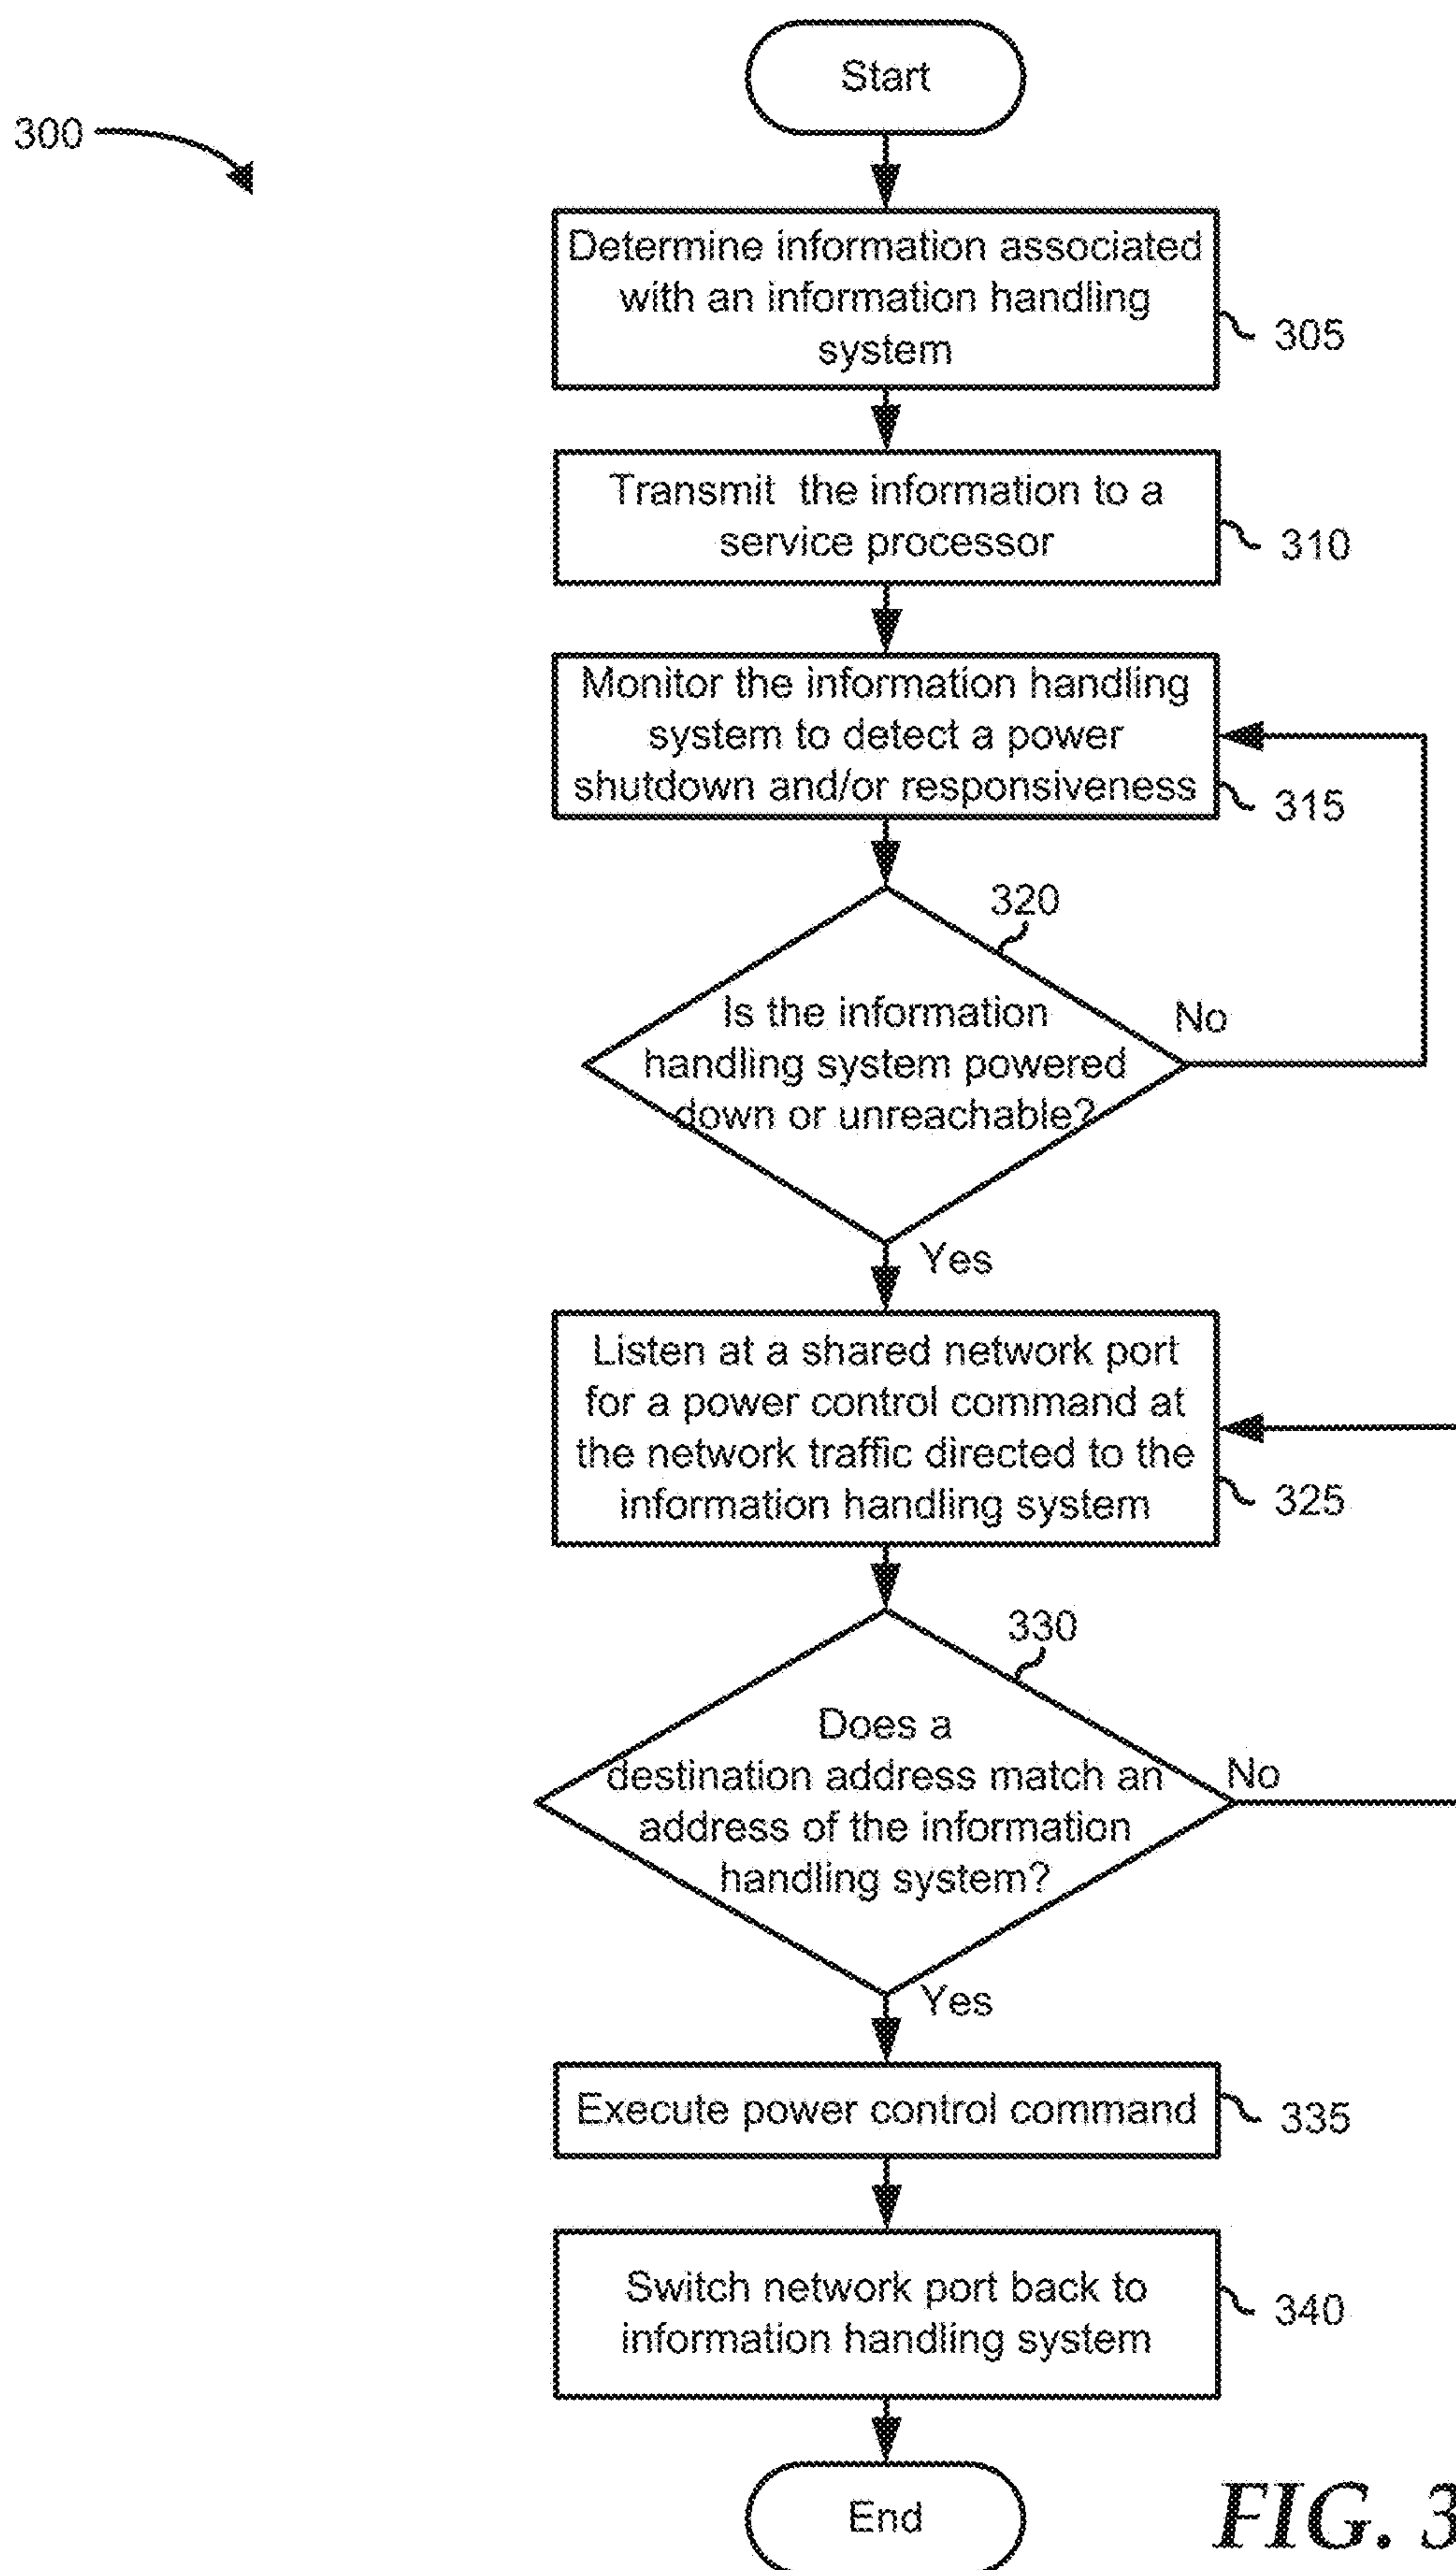 Start
300
Determine information associated
with an information handling
system
305
Transmit the information to a
service processor
310
Monitor the information handling
system to detect a power
shutdown and/or responsiveness
315
320
Is the information
handling system powered
down or unreachable?
No
Yes
Listen at a shared network port
for a power control command at
the network traffic directed to the
information handling system
325
330
Does a
destination address match an
address of the information
handling system?
No
Yes
Execute power control command
335
Switch network port back to
information handling system
340
End
FIG. 3